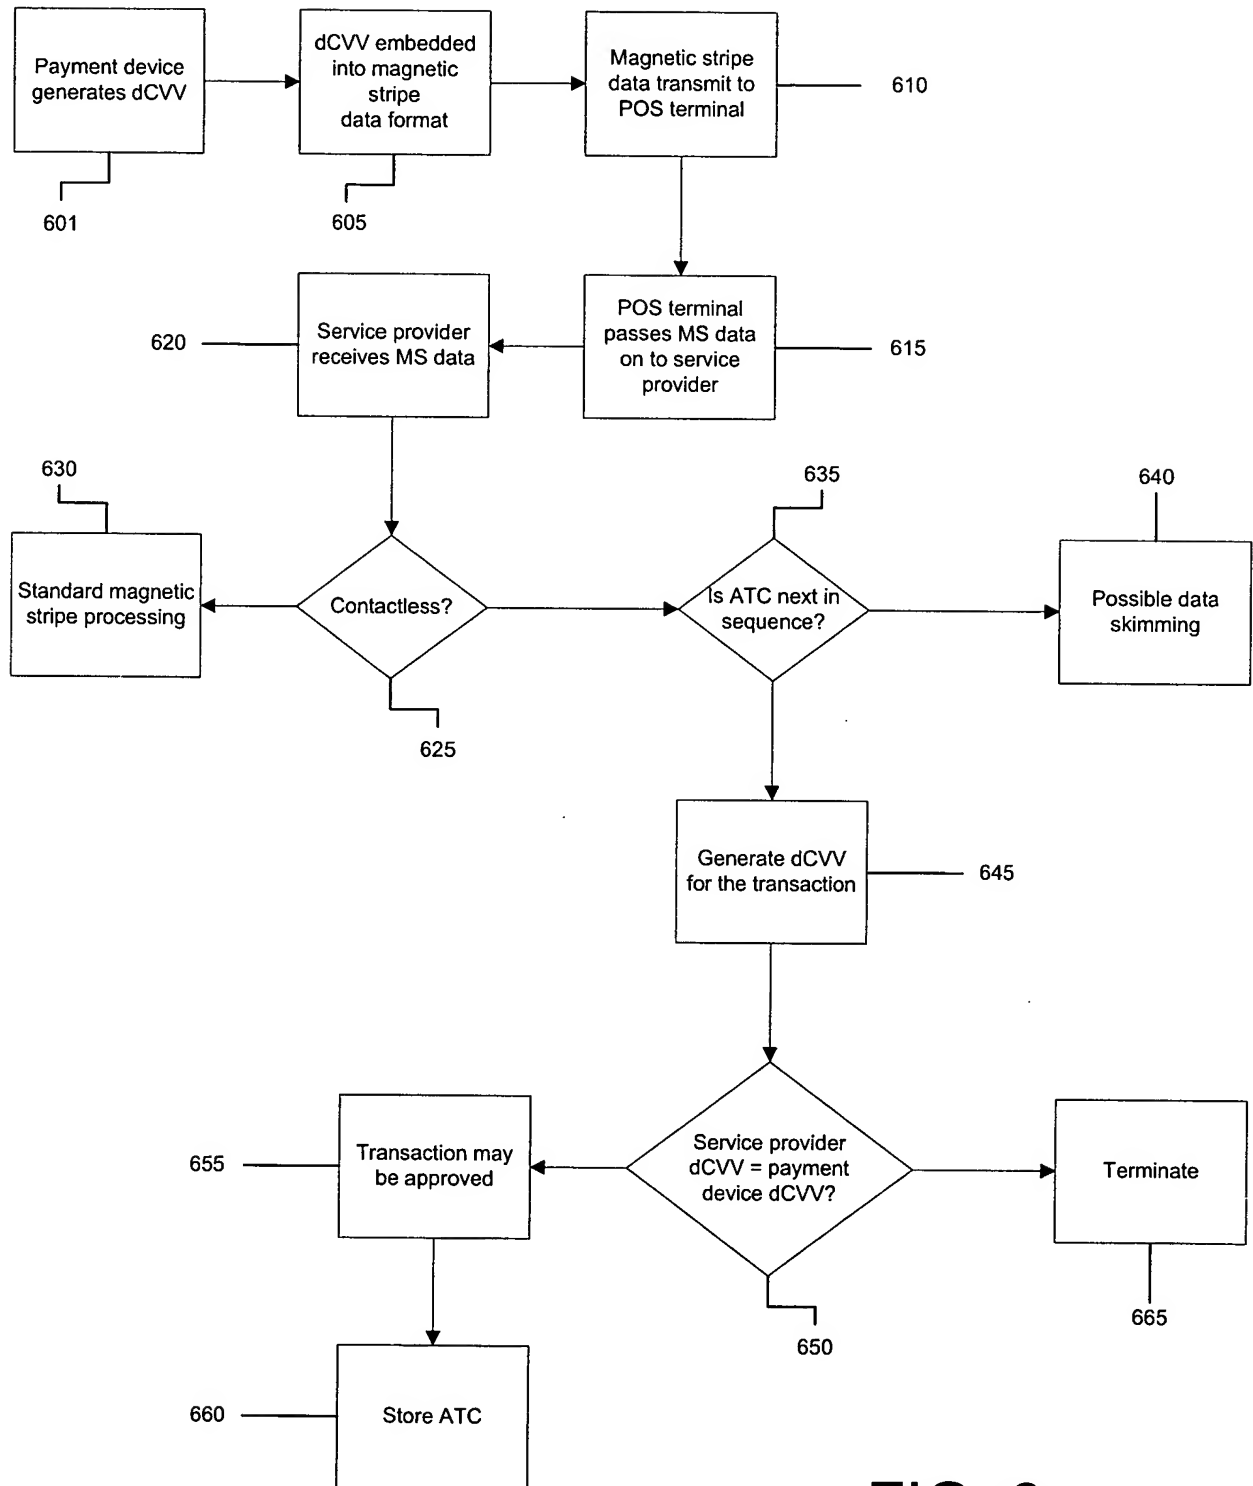 Payment device
generates dCVV
dCVV embedded
into magnetic
stripe
data format
Magnetic stripe
data transmit to
POS terminal
610
601
605
620
Service provider
receives MS data
POS terminal
passes MS data
on to service
provider
615
630
635
640
Standard magnetic
stripe processing
Contactless?
Is ATC next in
sequence?
Possible data
skimming
625
Generate dCVV
for the transaction
645
655
Transaction may
be approved
Service provider
dCVV = payment
device dCVV?
Terminate
665
650
660
Store ATC